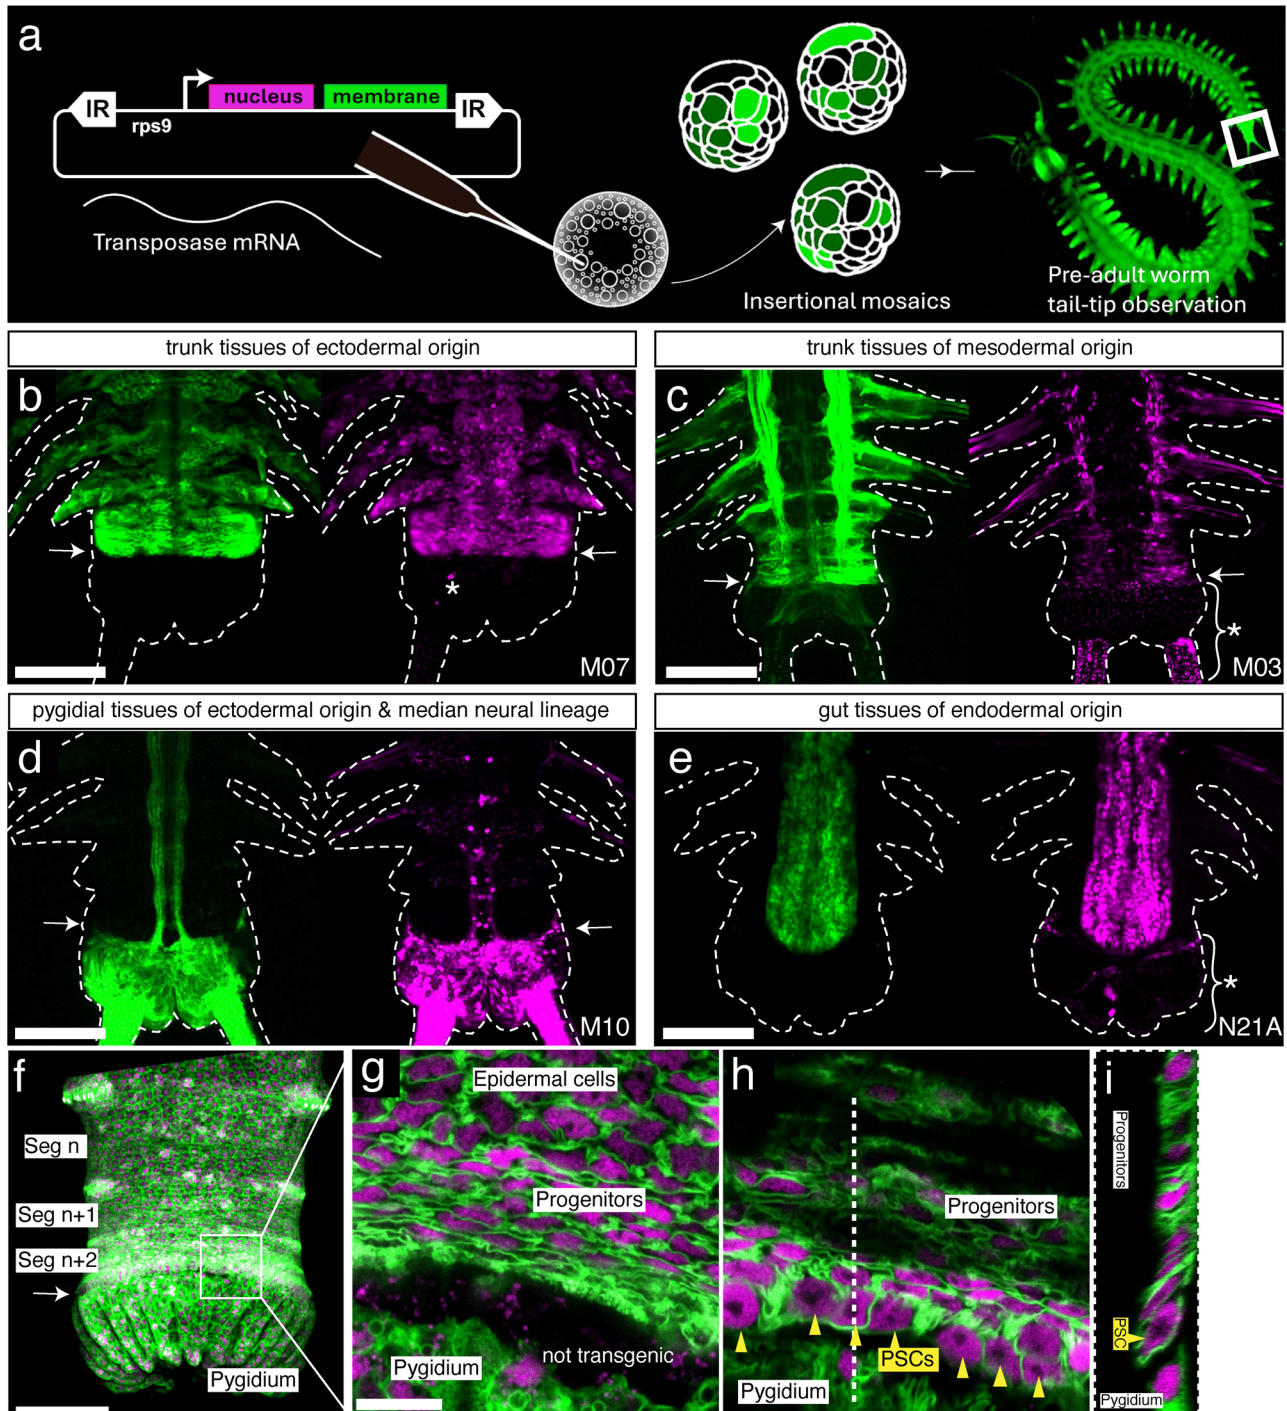 a
IR
nucleus
membrane
IR
rps9
Transposase mRNA
Insertional mosaics
Pre-adult worm
tail-tip observation
trunk tissues of ectodermal origin
trunk tissues of mesodermal origin
b
*
M07
c
*
M03
pygidial tissues of ectodermal origin & median neural lineage
gut tissues of endodermal origin
d
M10
e
*
N21A
f
Seg n
Seg n+1
Seg n+2
Pygidium
g
Epidermal cells
Progenitors
not transgenic
Pygidium
h
Progenitors
PSCs
Pygidium
i
Progenitors
PSC
Pygidium